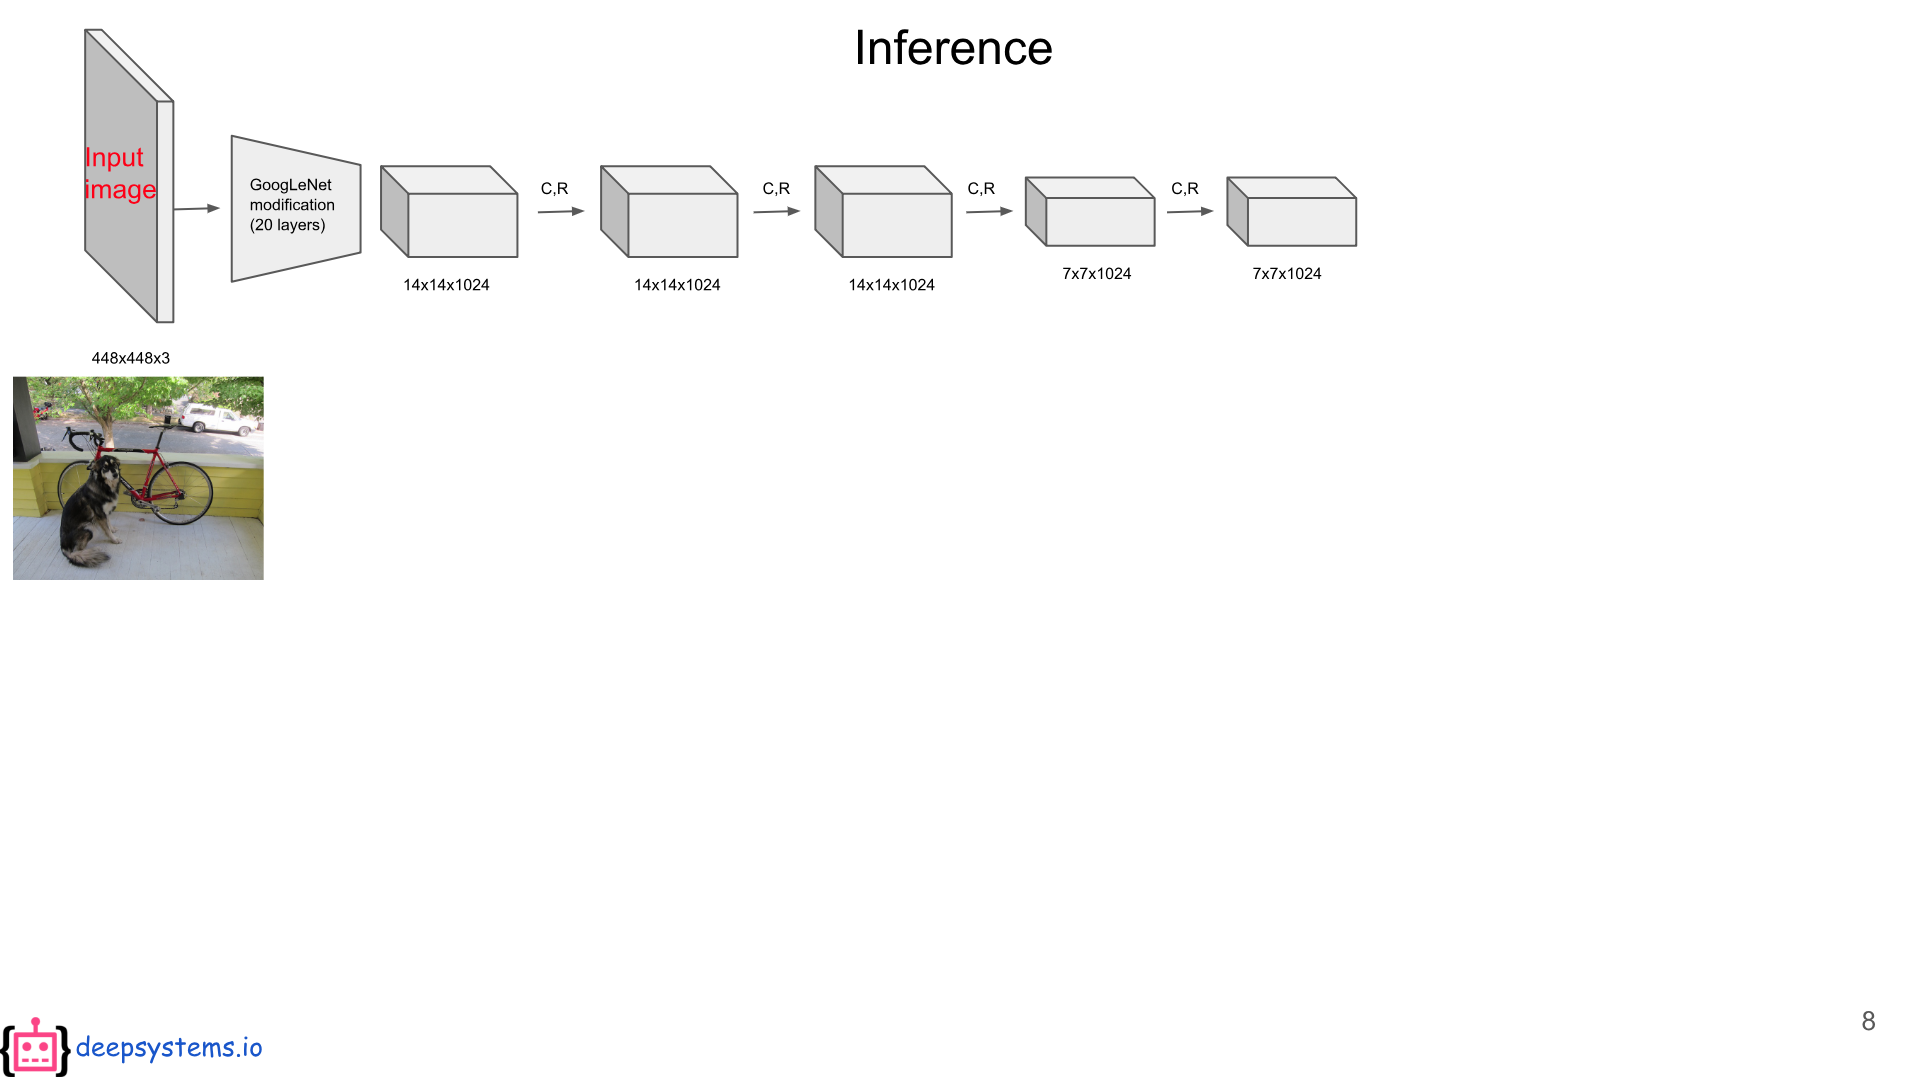 Inference
Input
image
GoogLeNet
modification
(20 layers)
C,R
C,R
C,R
C,R
14x14x1024
14x14x1024
14x14x1024
7x7x1024
7x7x1024
448x448x3
8
deepsystems.io